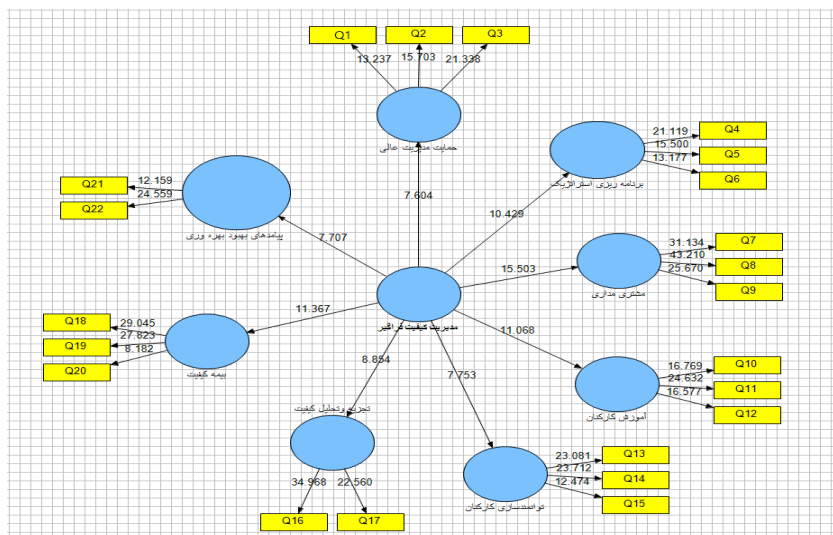 Q1
Q2
Q3
13.237
15.703
21.338
حمایت مدیریت عالی
7.604
Q4
Q5
Q6
21.119
15.500
13.177
برنامه ریزی استراتژیک
10.429
Q21
Q22
12.159
24.559
پیامدهای بهبود بهره وری
7.707
Q7
Q8
Q9
31.134
43.210
25.670
مشتری مداری
15.503
مدیریت کیفیت فراگیر
Q18
Q19
Q20
29.045
27.823
8.182
بیمه کیفیت
11.367
Q10
Q11
Q12
16.769
24.632
16.577
آموزش کارکنان
11.068
8.854
تجزیه وتحلیل کیفیت
34.968
22.560
Q16
Q17
7.753
Q13
Q14
Q15
23.081
23.712
12.474
توانمندسازی کارکنان